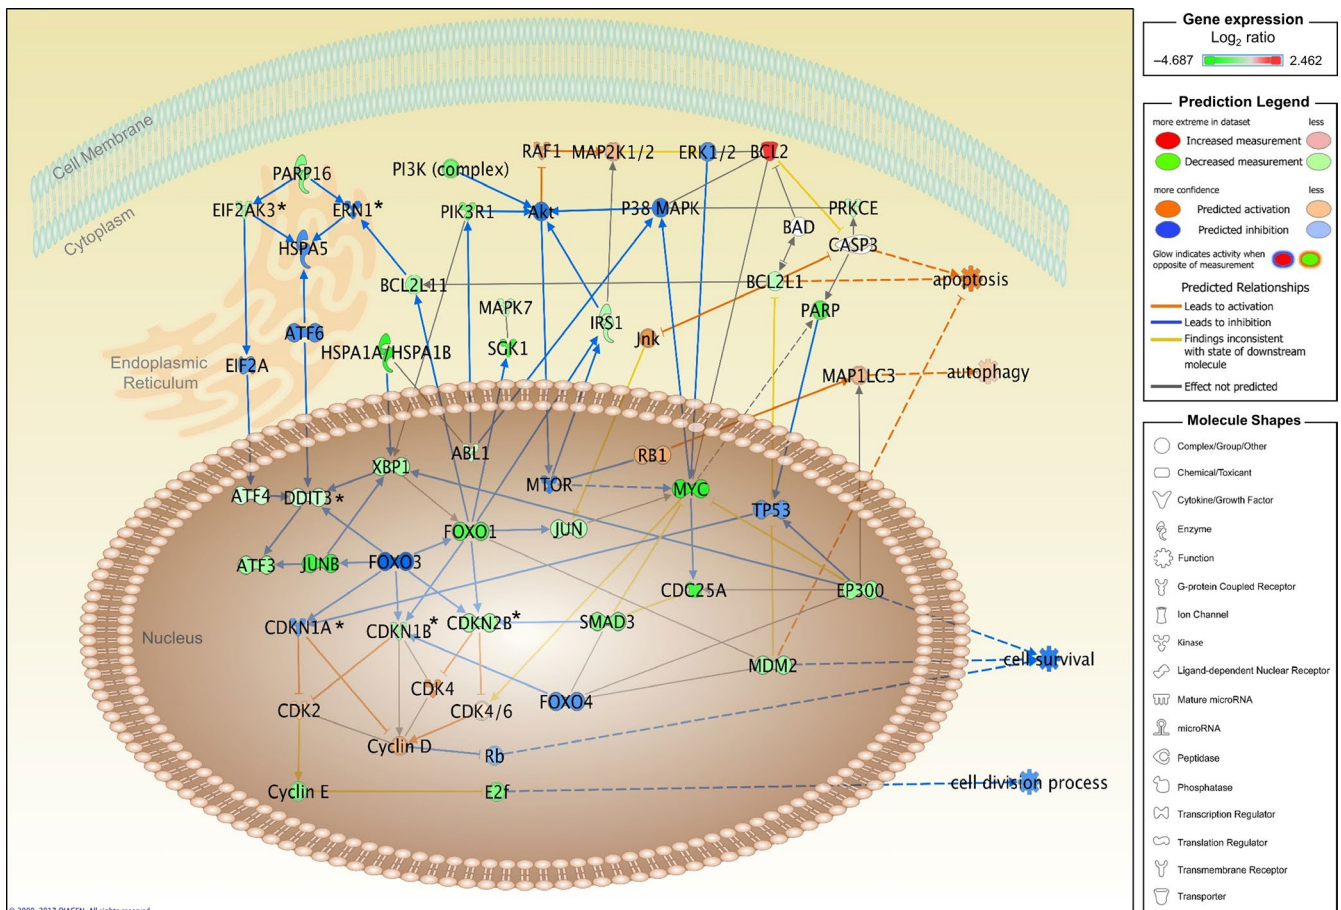 Cell Membrane
Cytoplasm
Endoplasmic
Reticulum
Nucleus
PARP16
EIF2AK3*
ERN1*
HSPA5
ATF6
EIF2A
PI3K (complex)
PIK3R1
Akt
RAF1
MAP2K1/2
ERK1/2
BCL2
P38 MAPK
PRKCE
BAD
CASP3
BCL2L11
BCL2L1
apoptosis
MAPK7
IRS1
PARP
HSPA1A/HSPA1B
SGK1
Jnk
MAP1LC3
autophagy
ABL1
RB1
XBP1
MTOR
MYC
ATF4
DDIT3*
TP53
FOXO1
JUN
ATF3
JUNB
FOXO3
CDC25A
EP300
CDKN1A*
CDKN1B*
CDKN2B*
SMAD3
MDM2
cell survival
CDK4
CDK2
CDK4/6
FOXO4
Cyclin D
Rb
Cyclin E
E2f
cell division process
Gene expression
Log2 ratio
−4.687
2.462
Prediction Legend
more extreme in dataset
less
Increased measurement
Decreased measurement
more confidence
less
Predicted activation
Predicted inhibition
Glow indicates activity when
opposite of measurement
Predicted Relationships
Leads to activation
Leads to inhibition
Findings inconsistent
with state of downstream
molecule
Effect not predicted
Molecule Shapes
Complex/Group/Other
Chemical/Toxicant
Cytokine/Growth Factor
Enzyme
Function
G-protein Coupled Receptor
Ion Channel
Kinase
Ligand-dependent Nuclear Receptor
Mature microRNA
microRNA
Peptidase
Phosphatase
Transcription Regulator
Translation Regulator
Transmembrane Receptor
Transporter